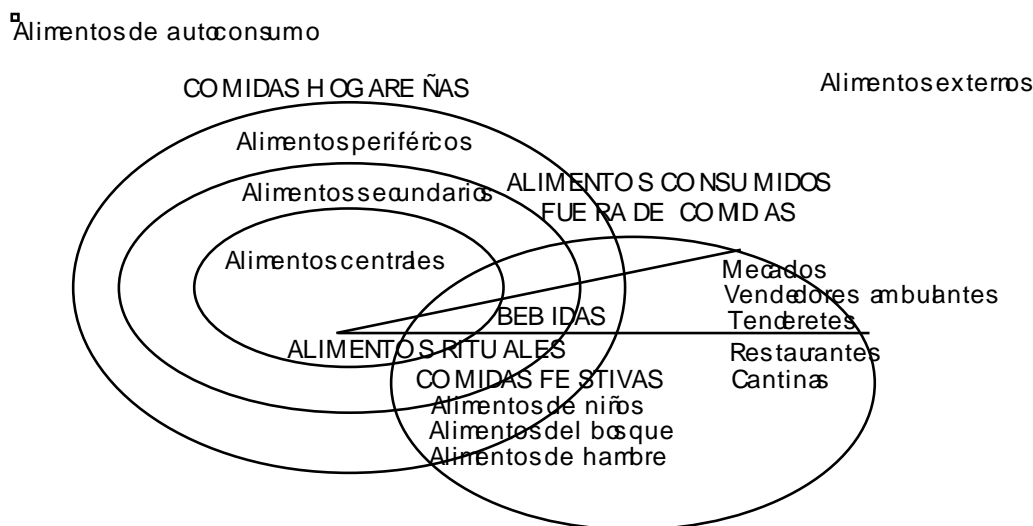 Alimentos de autoconsumo
COMIDAS HOGAREÑAS
Alimentos externos
Alimentos periféricos
Alimentos secundarios
ALIMENTOS CONSUMIDOS
FUERA DE COMIDAS
Alimentos centrales
Mecados
Vendedores ambulantes
BEBIDAS
Tenderetes
ALIMENTOS RITUALES
Restaurantes
COMIDAS FESTIVAS
Cantinas
Alimentos de niños
Alimentos del bosque
Alimentos de hambre